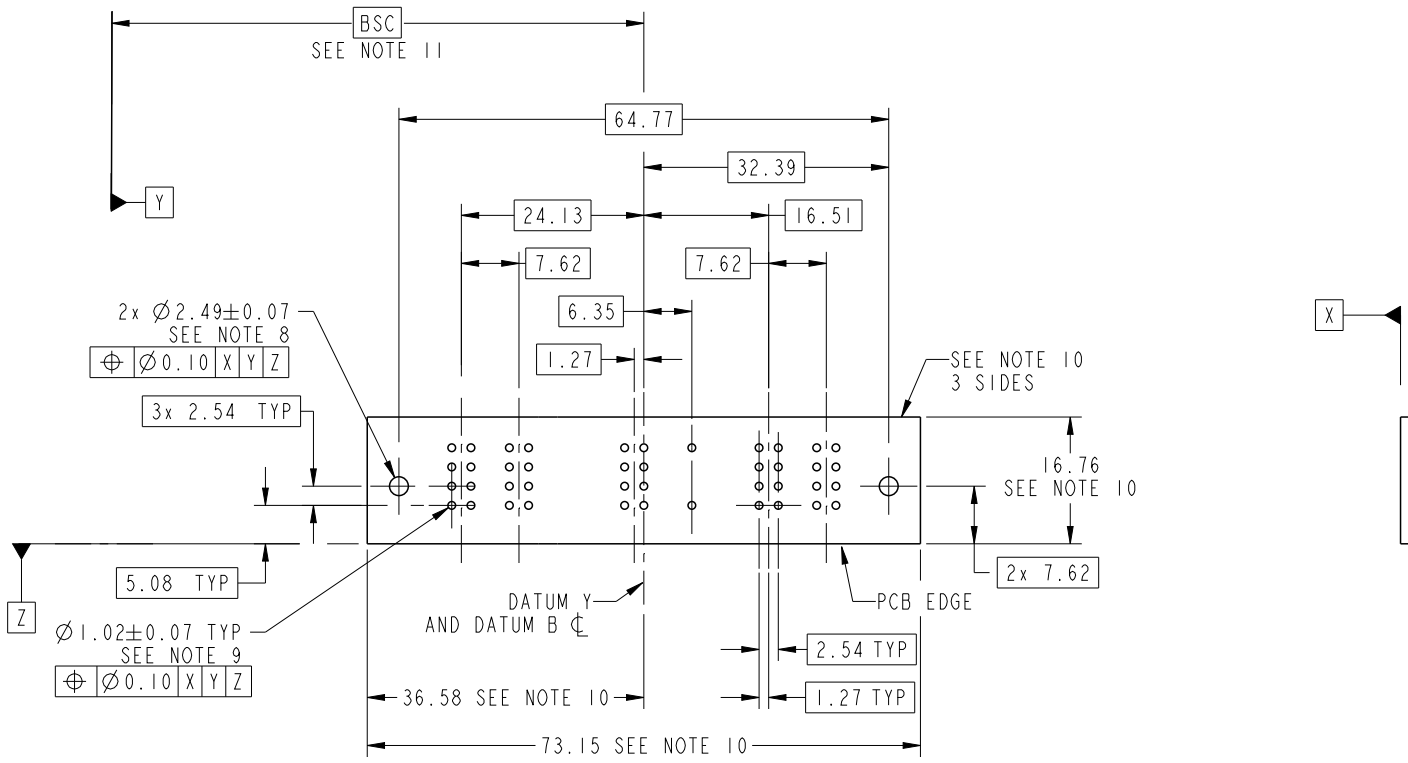 BSC
SEE NOTE 11
64.77
32.39
Y
24.13
16.51
7.62
7.62
6.35
2x Ø2.49±0.07
SEE NOTE 8
⌖ Ø0.10 X Y Z
X
1.27
SEE NOTE 10
3 SIDES
3x 2.54 TYP
16.76
SEE NOTE 10
5.08 TYP
2x 7.62
Z
DATUM Y
AND DATUM B ℄
PCB EDGE
Ø1.02±0.07 TYP
SEE NOTE 9
⌖ Ø0.10 X Y Z
2.54 TYP
36.58 SEE NOTE 10
1.27 TYP
73.15 SEE NOTE 10